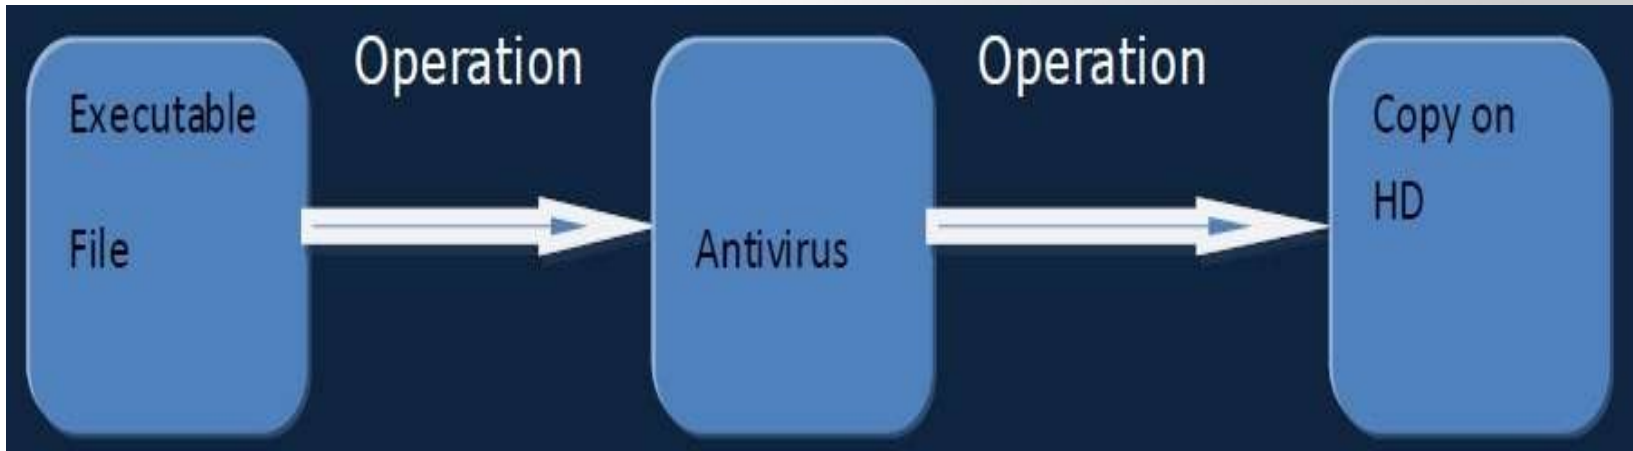 Executable
File
Operation
Antivirus
Operation
Copy on
HD